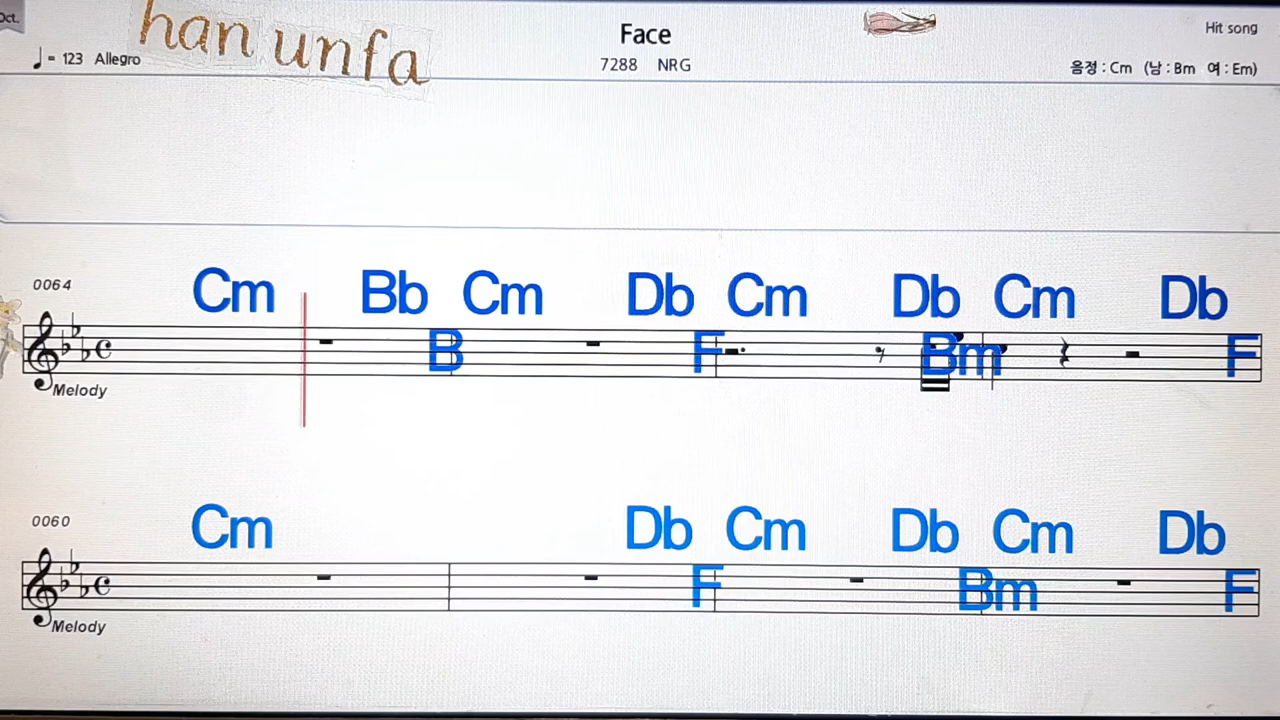 Oct.
han unfa
Face
Hit song
♩ = 123 Allegro
7288 NRG
음정 : Cm (남 : Bm 여 : Em)
0064
Cm Bb Cm Db Cm Db Cm Db
B F Bm F
Melody
0060
Cm Db Cm Db Cm Db
F Bm F
Melody